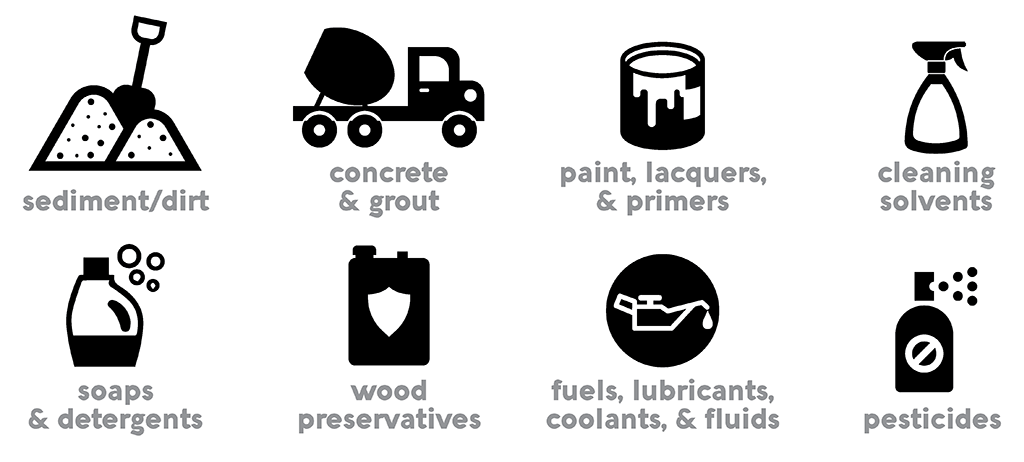 sediment/dirt
concrete
& grout
paint, lacquers,
& primers
cleaning
solvents
soaps
& detergents
wood
preservatives
fuels, lubricants,
coolants, & fluids
pesticides